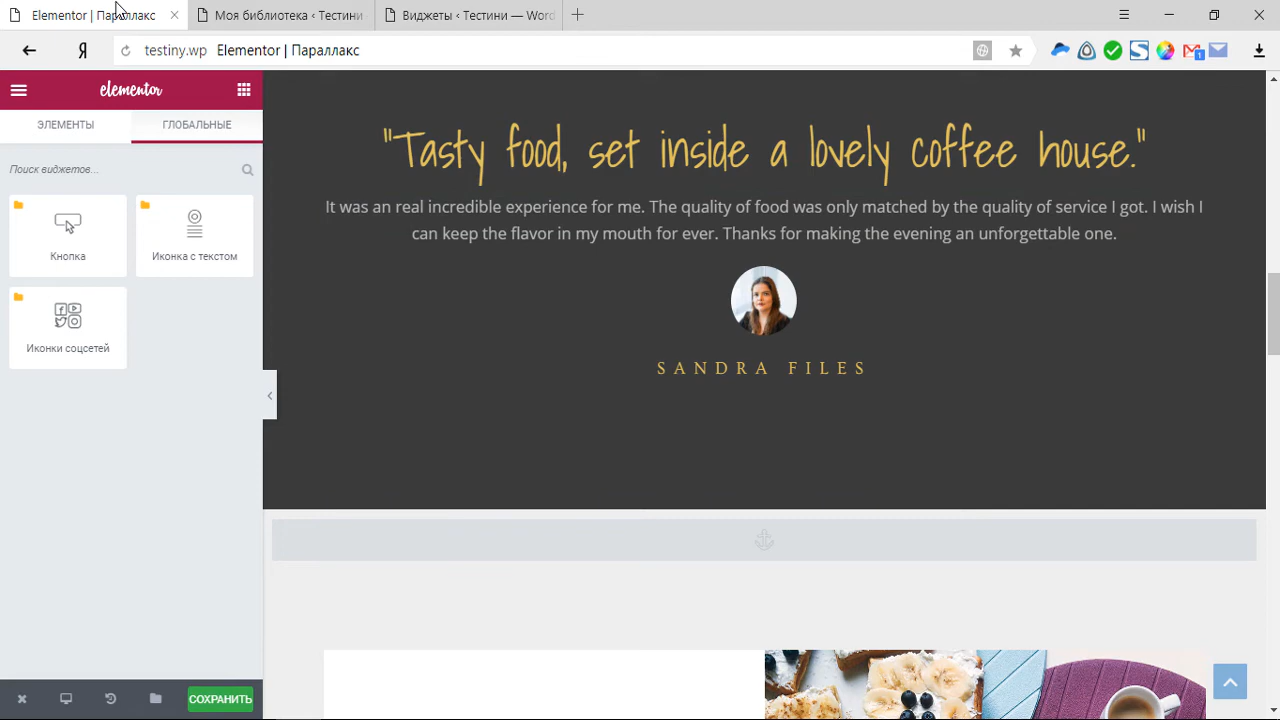 Elementor | Параллакс
Моя библиотека ‹ Тестини
Виджеты ‹ Тестини — Word
Я
testiny.wp Elementor | Параллакс
1
elementor
ЭЛЕМЕНТЫ
ГЛОБАЛЬНЫЕ
Поиск виджетов...
Кнопка
Иконка с текстом
Иконки соцсетей
СОХРАНИТЬ
"Tasty food, set inside a lovely coffee house."
It was an real incredible experience for me. The quality of food was only matched by the quality of service I got. I wish I
can keep the flavor in my mouth for ever. Thanks for making the evening an unforgettable one.
SANDRA FILES